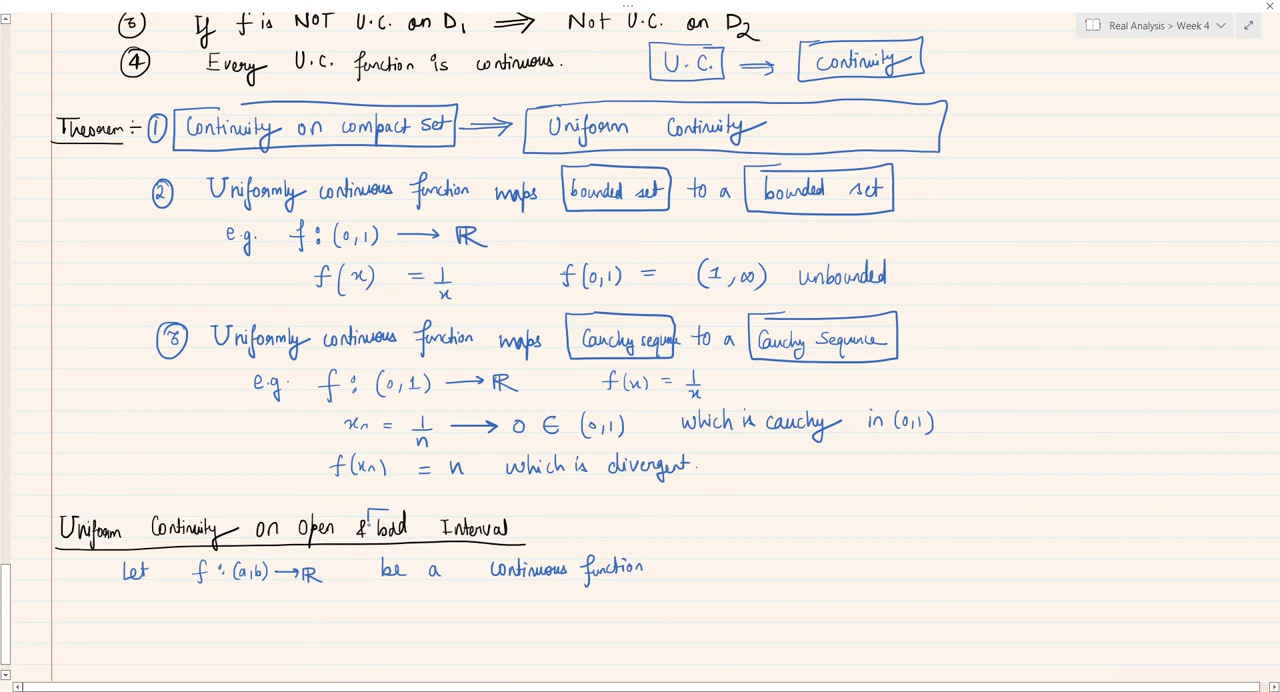 Real Analysis > Week 4
③ If f is NOT U.C. on D₁ ⟹ Not U.C. on D₂
④ Every U.C. function is continuous. U.C. ⟹ Continuity
Theorem :- ① Continuity on compact set ⟹ Uniform Continuity
② Uniformly continuous function maps bounded set to a bounded set
e.g. f : (0,1) ⟶ ℝ
f(x) = 1/x f(0,1) = (1,∞) unbounded
③ Uniformly continuous function maps Cauchy sequne to a Cauchy Sequence
e.g. f : (0,1) ⟶ ℝ f(x) = 1/x
xₙ = 1/n ⟶ 0 ∈ (0,1) which is cauchy in (0,1)
f(xₙ) = n which is divergent.
Uniform Continuity on Open & bdd Interval
Let f : (a,b) ⟶ ℝ be a continuous function